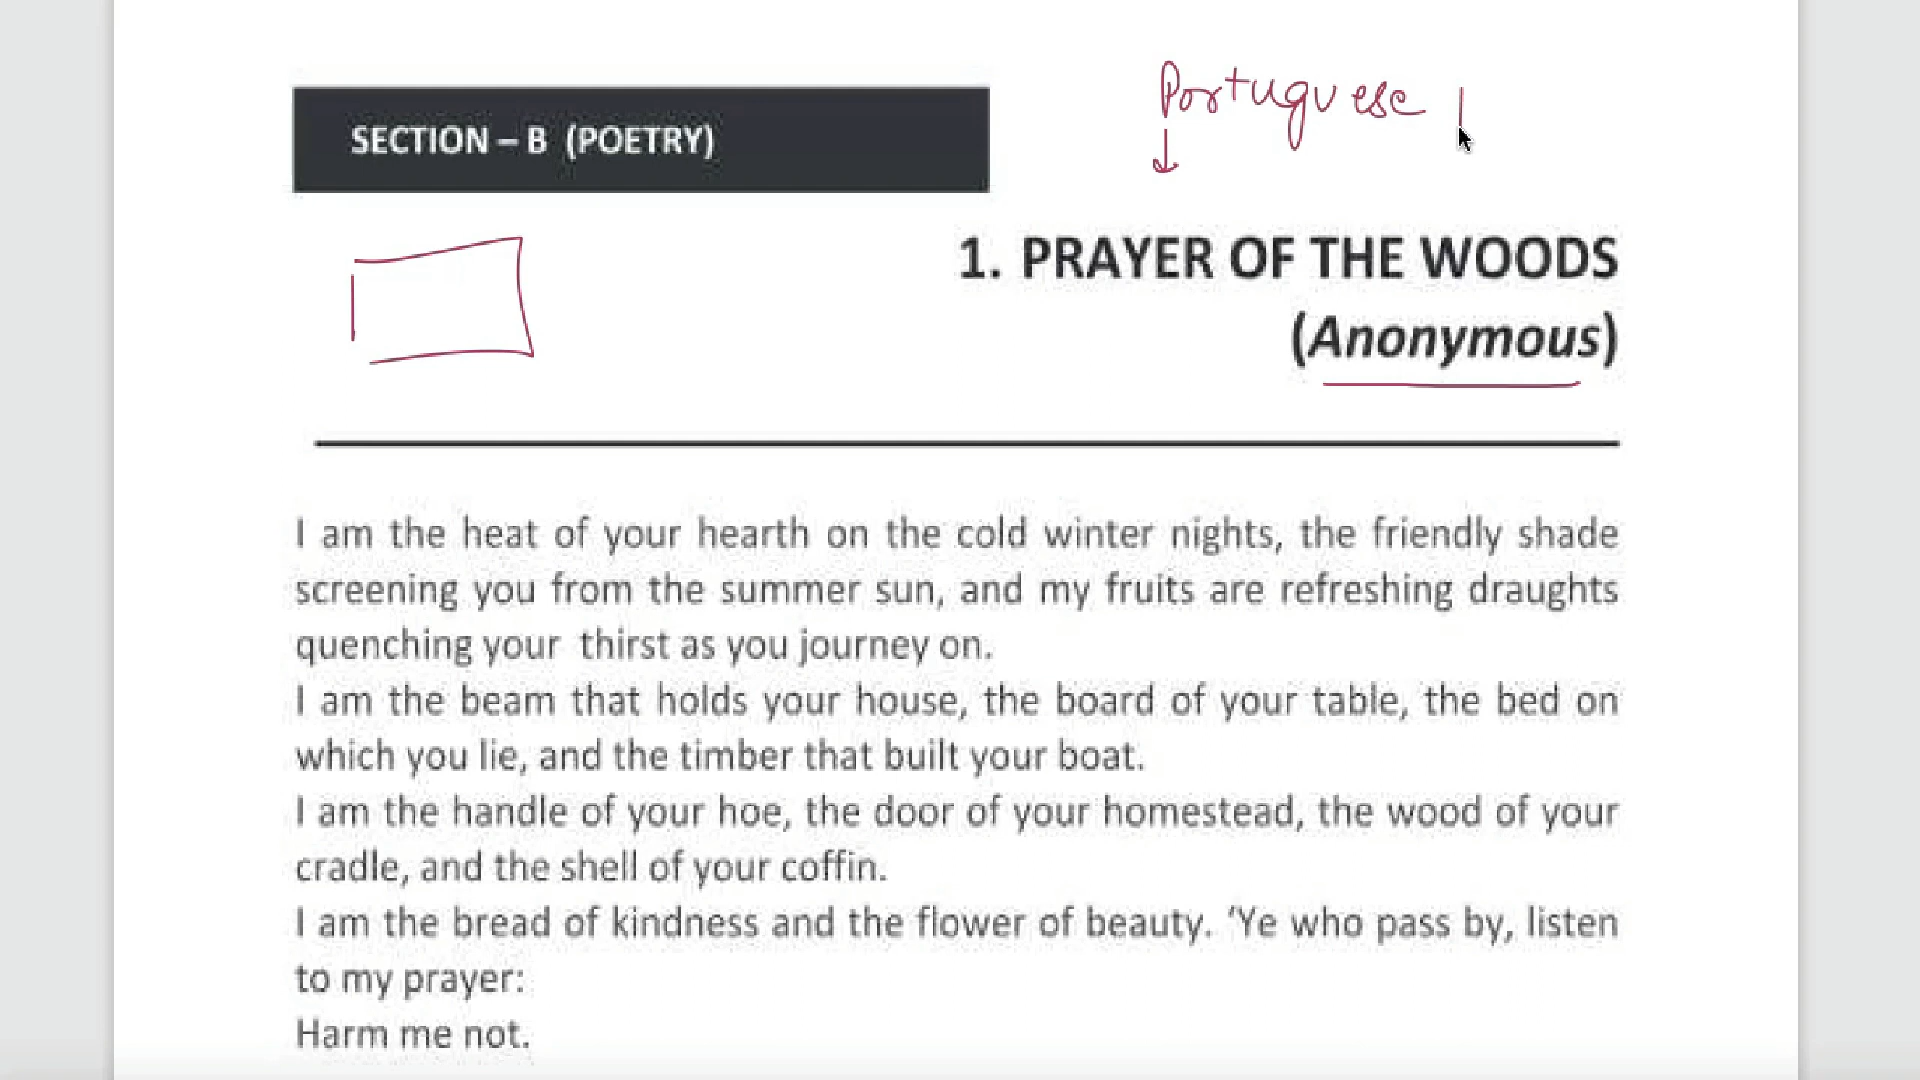 Portuguese
SECTION – B (POETRY)
1. PRAYER OF THE WOODS
(Anonymous)
I am the heat of your hearth on the cold winter nights, the friendly shade
screening you from the summer sun, and my fruits are refreshing draughts
quenching your thirst as you journey on.
I am the beam that holds your house, the board of your table, the bed on
which you lie, and the timber that built your boat.
I am the handle of your hoe, the door of your homestead, the wood of your
cradle, and the shell of your coffin.
I am the bread of kindness and the flower of beauty. ‘Ye who pass by, listen
to my prayer:
Harm me not.